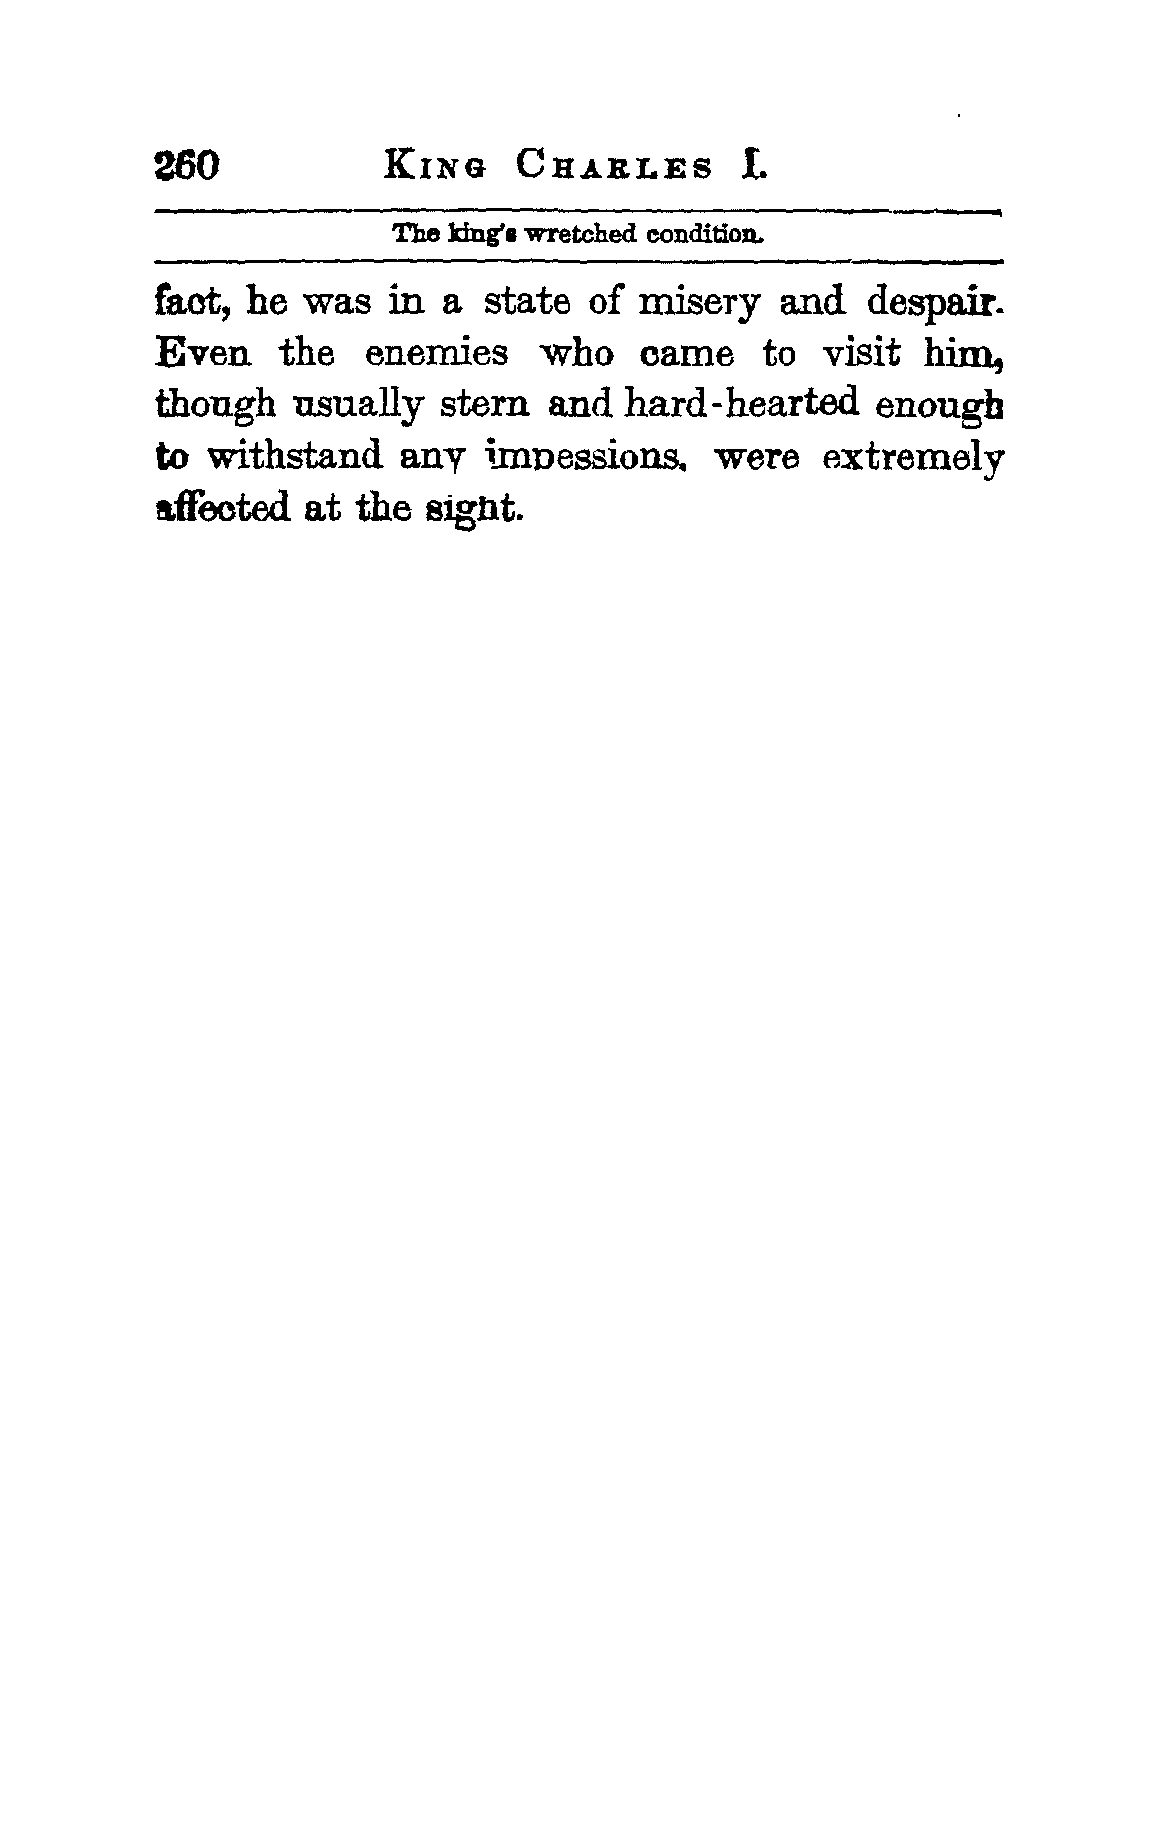 260 KING CHARLES I.
The king's wretched condition.
fact, he was in a state of misery and despair.
Even the enemies who came to visit him,
though usually stern and hard-hearted enough
to withstand any impessions, were extremely
affected at the sight.